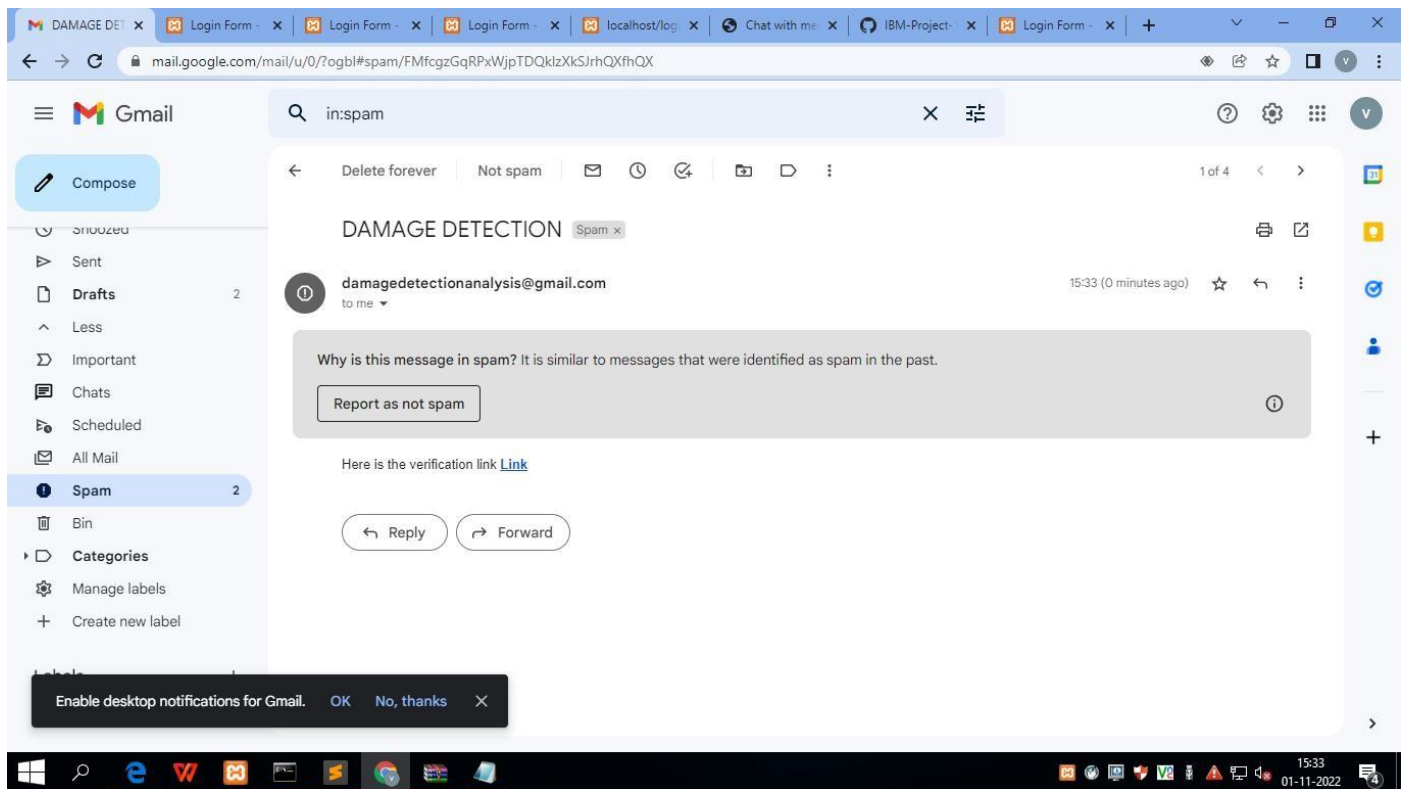 DAMAGE DET
Login Form -
Login Form -
Login Form -
localhost/log
Chat with me
IBM-Project-
Login Form -
mail.google.com/mail/u/0/?ogbl#spam/FMfcgzGqRPxWjpTDQklzXkSJrhQXfhQX
V
Gmail
in:spam
V
Compose
Delete forever
Not spam
1 of 4
31
Snoozed
DAMAGE DETECTION Spam x
Sent
Drafts 2
damagedetectionanalysis@gmail.com
15:33 (0 minutes ago)
to me
Less
Important
Why is this message in spam? It is similar to messages that were identified as spam in the past.
Chats
Report as not spam
Scheduled
All Mail
Here is the verification link Link
Spam 2
Bin
Reply
Forward
Categories
Manage labels
Create new label
Labels
Enable desktop notifications for Gmail. OK No, thanks
15:33
01-11-2022
4